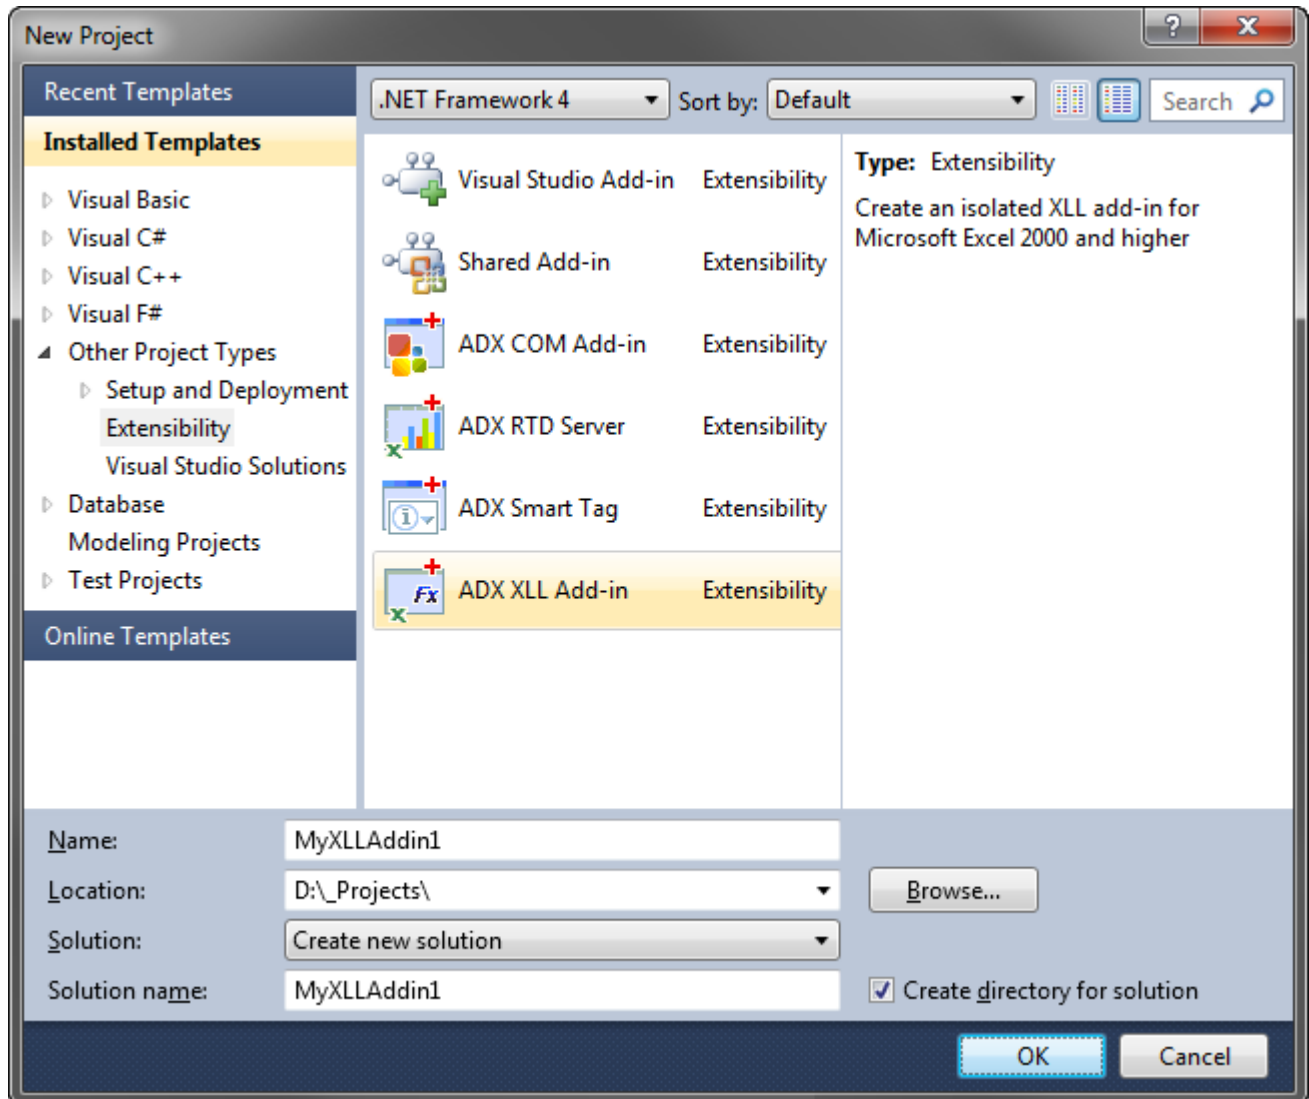 New Project
?
Recent Templates
Installed Templates
Visual Basic
Visual C#
Visual C++
Visual F#
Other Project Types
Setup and Deployment
Extensibility
Visual Studio Solutions
Database
Modeling Projects
Test Projects
Online Templates
.NET Framework 4
Sort by:
Default
Search
Visual Studio Add-in Extensibility
Shared Add-in Extensibility
ADX COM Add-in Extensibility
ADX RTD Server Extensibility
ADX Smart Tag Extensibility
Fx
ADX XLL Add-in Extensibility
Type: Extensibility
Create an isolated XLL add-in for
Microsoft Excel 2000 and higher
Name: MyXLLAddin1
Location: D:\_Projects\
Browse...
Solution: Create new solution
Solution name: MyXLLAddin1
Create directory for solution
OK
Cancel